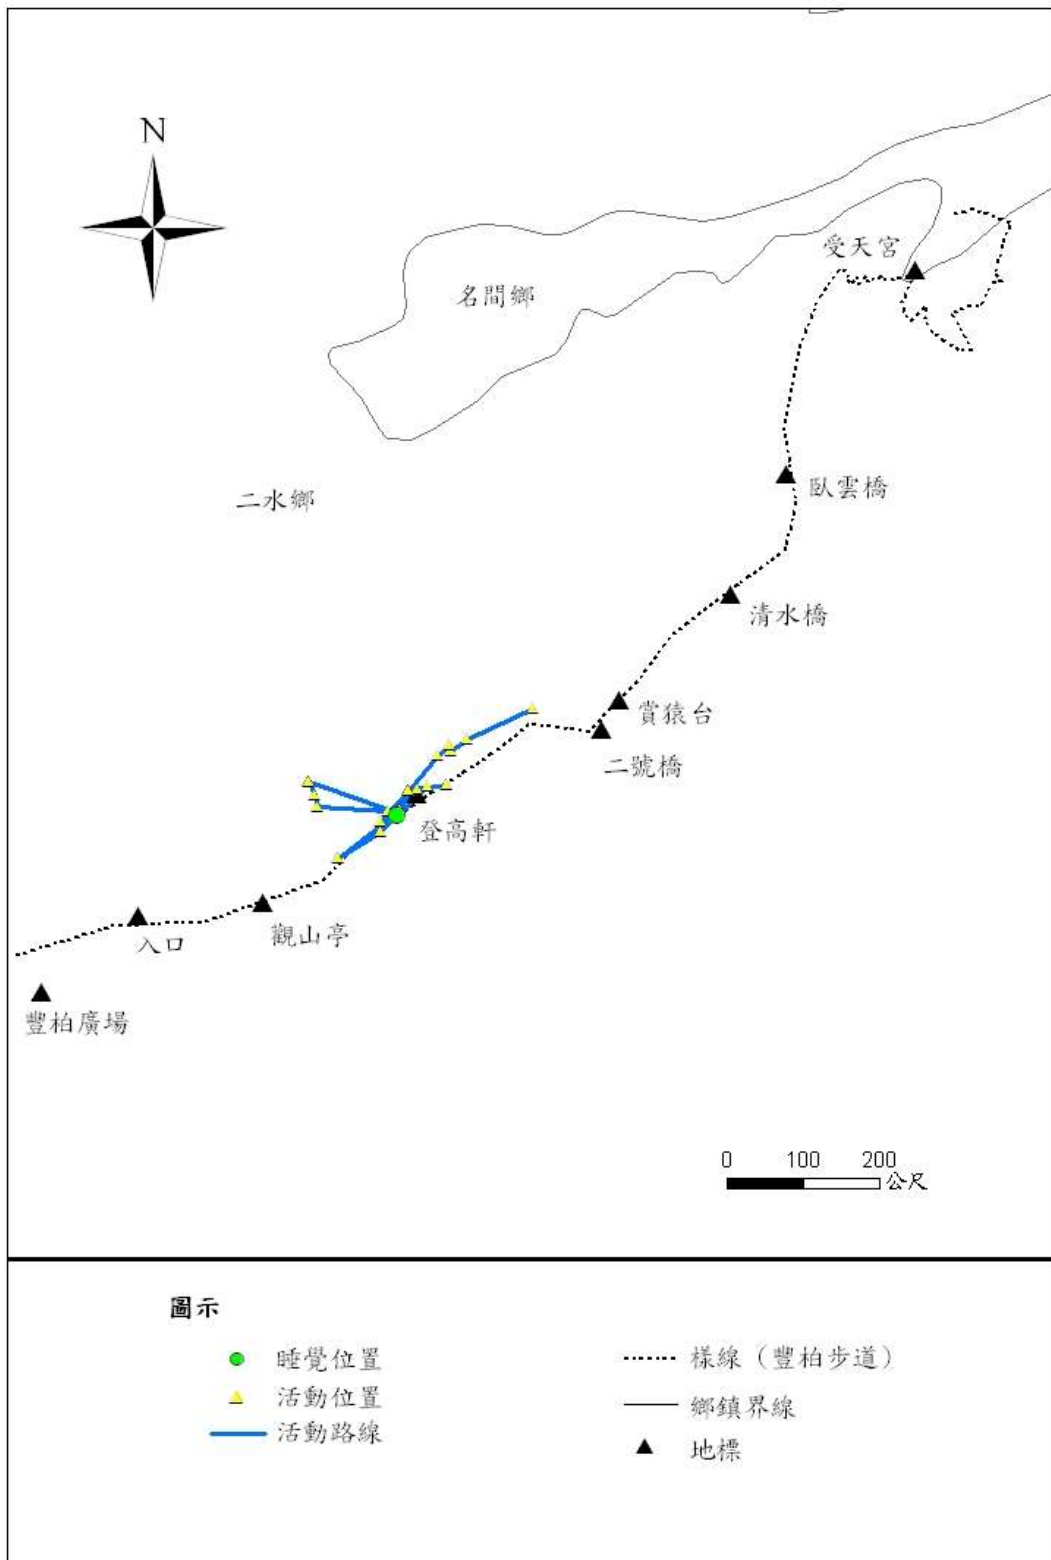 N
受天宮
名間鄉
臥雲橋
二水鄉
清水橋
賞猿台
二號橋
登高軒
觀山亭
入口
豐柏廣場
0 100 200
公尺
圖示
睡覺位置
樣線（豐柏步道）
活動位置
鄉鎮界線
活動路線
地標